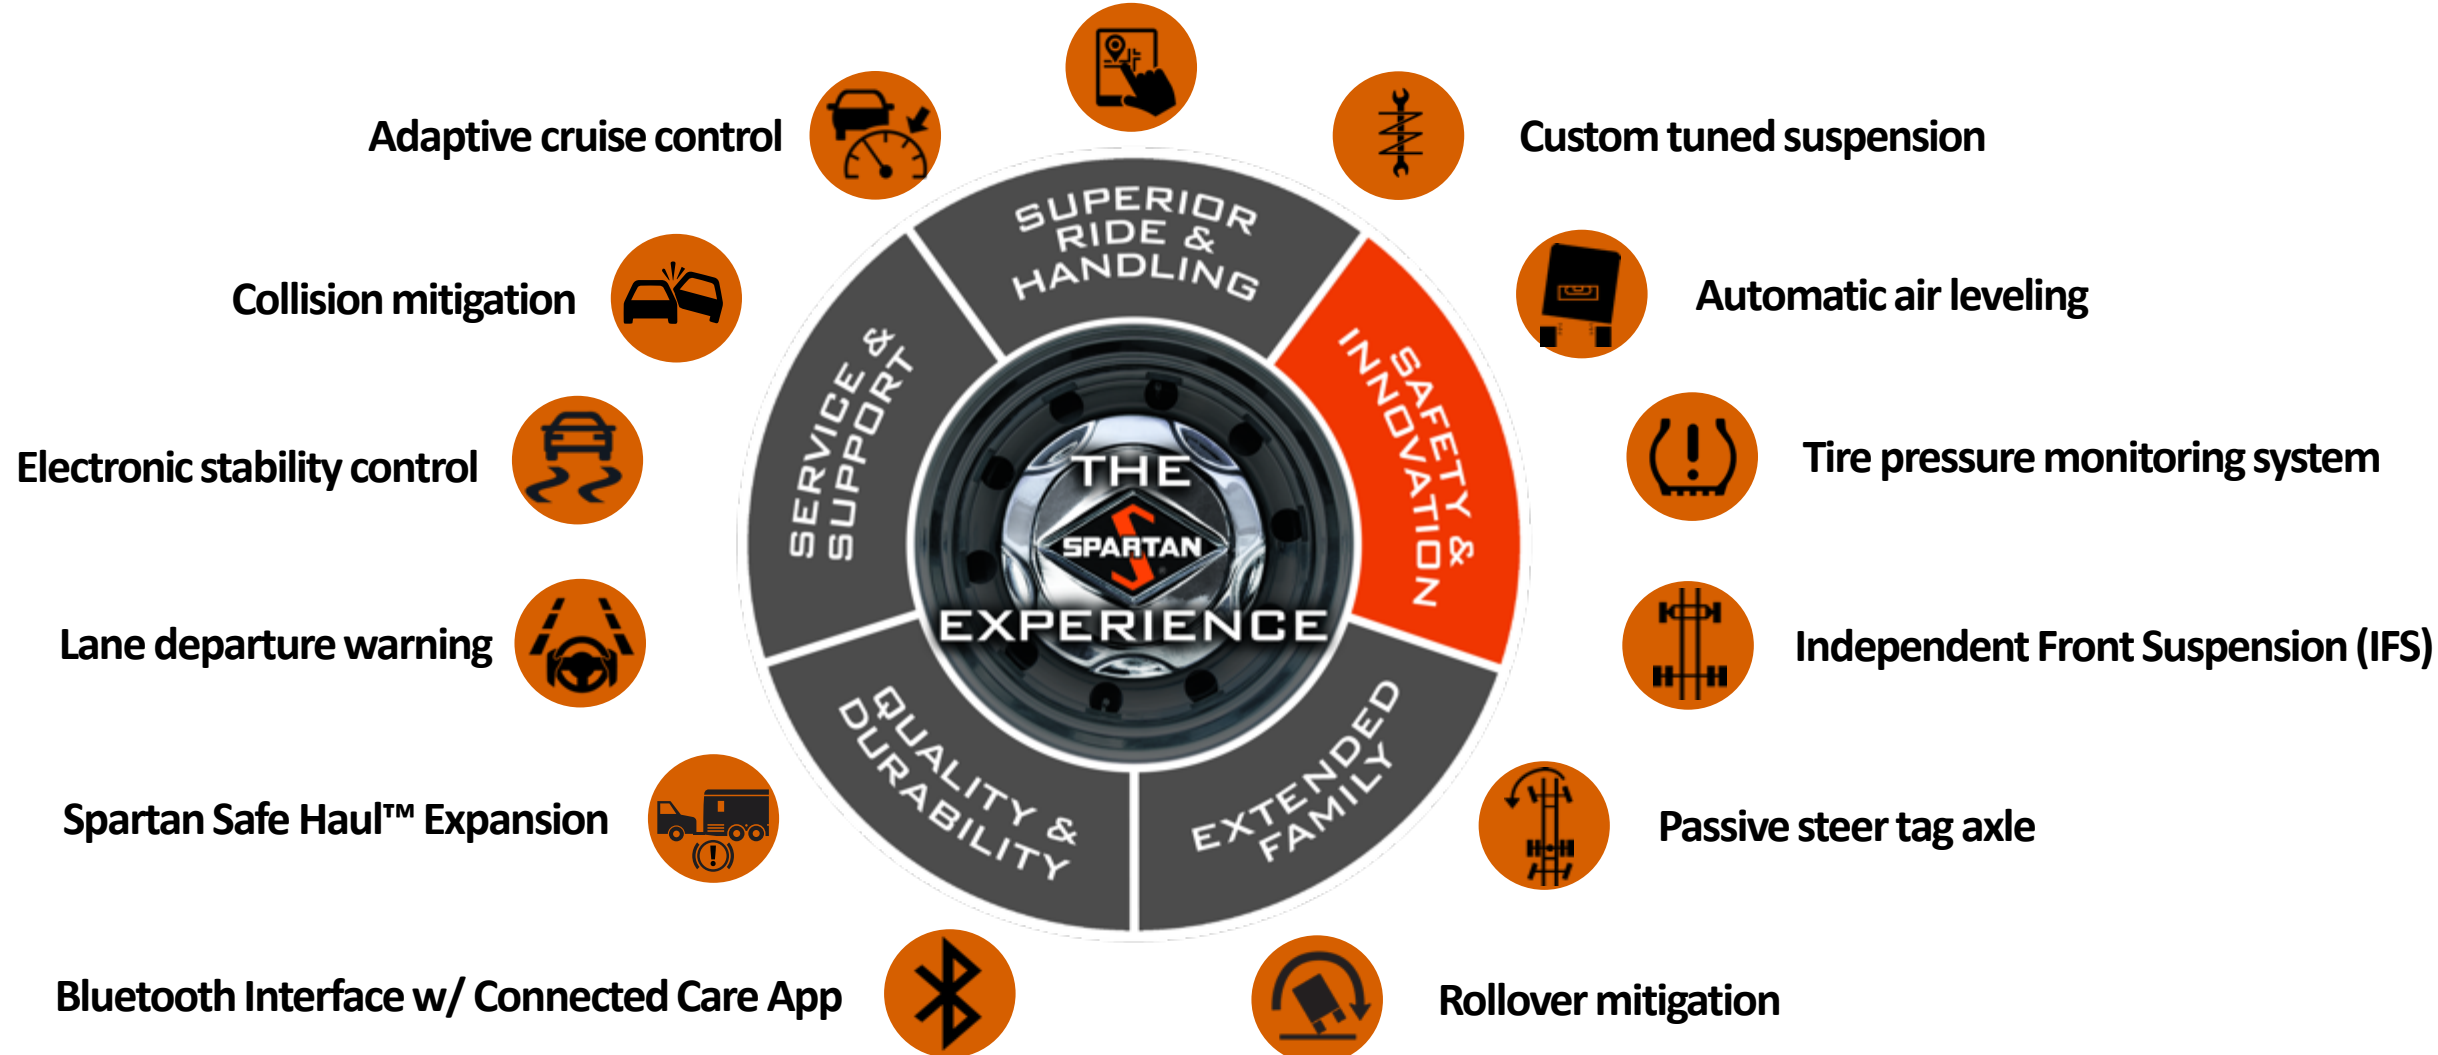 Adaptive cruise control
Custom tuned suspension
Collision mitigation
Automatic air leveling
Electronic stability control
Tire pressure monitoring system
Lane departure warning
Independent Front Suspension (IFS)
Spartan Safe Haul™ Expansion
Passive steer tag axle
Bluetooth Interface w/ Connected Care App
Rollover mitigation
SUPERIOR
RIDE &
HANDLING
SAFETY &
INNOVATION
EXTENDED
FAMILY
QUALITY &
DURABILITY
SERVICE &
SUPPORT
THE
SPARTAN
EXPERIENCE